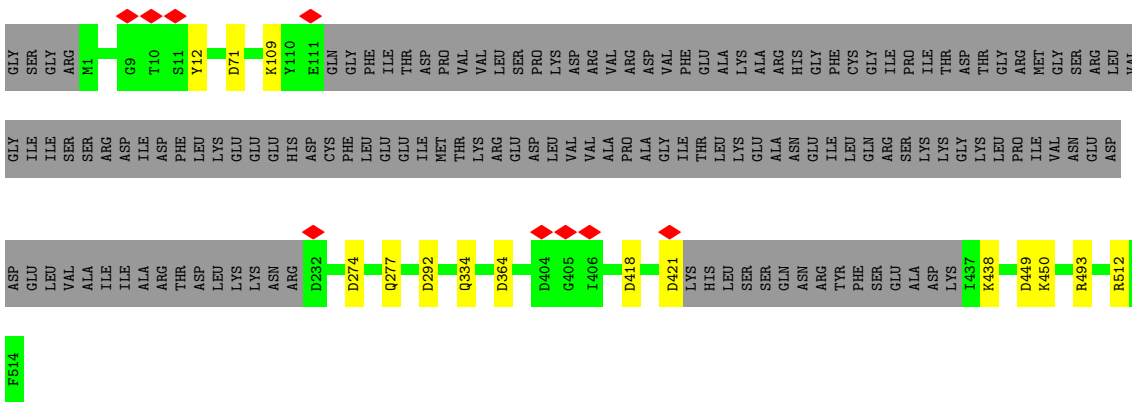 GLY SER GLY ARG M1 G9 T10 S11 Y12 D71 K109 Y110 E111 GLN GLY PHE ILE THR ASP PRO VAL VAL LEU SER PRO LYS ASP ARG VAL ARG ASP VAL PHE GLU ALA LYS ALA ARG HIS GLY PHE CYS GLY ILE PRO ILE THR ASP THR GLY ARG MET GLY SER ARG LEU VAL
GLY ILE ILE SER SER ARG ASP ILE ASP PHE LEU LYS GLU GLU GLU HIS ASP CYS PHE LEU GLU GLU ILE MET THR LYS ARG GLU ASP LEU VAL VAL ALA PRO ALA GLY ILE THR LEU LYS GLU ALA ASN GLU ILE LEU GLN ARG SER LYS LYS GLY LYS LEU PRO ILE VAL ASN GLU ASP
ASP GLU LEU VAL ALA ILE ILE ALA ARG THR ASP LEU LYS LYS ASN ARG D232 D274 Q277 D292 Q334 D364 D404 G405 I406 D418 D421 LYS HIS LEU SER SER GLN ASN ARG TYR PHE SER GLU ALA ASP LYS I437 K438 D449 K450 R493 R512
F514